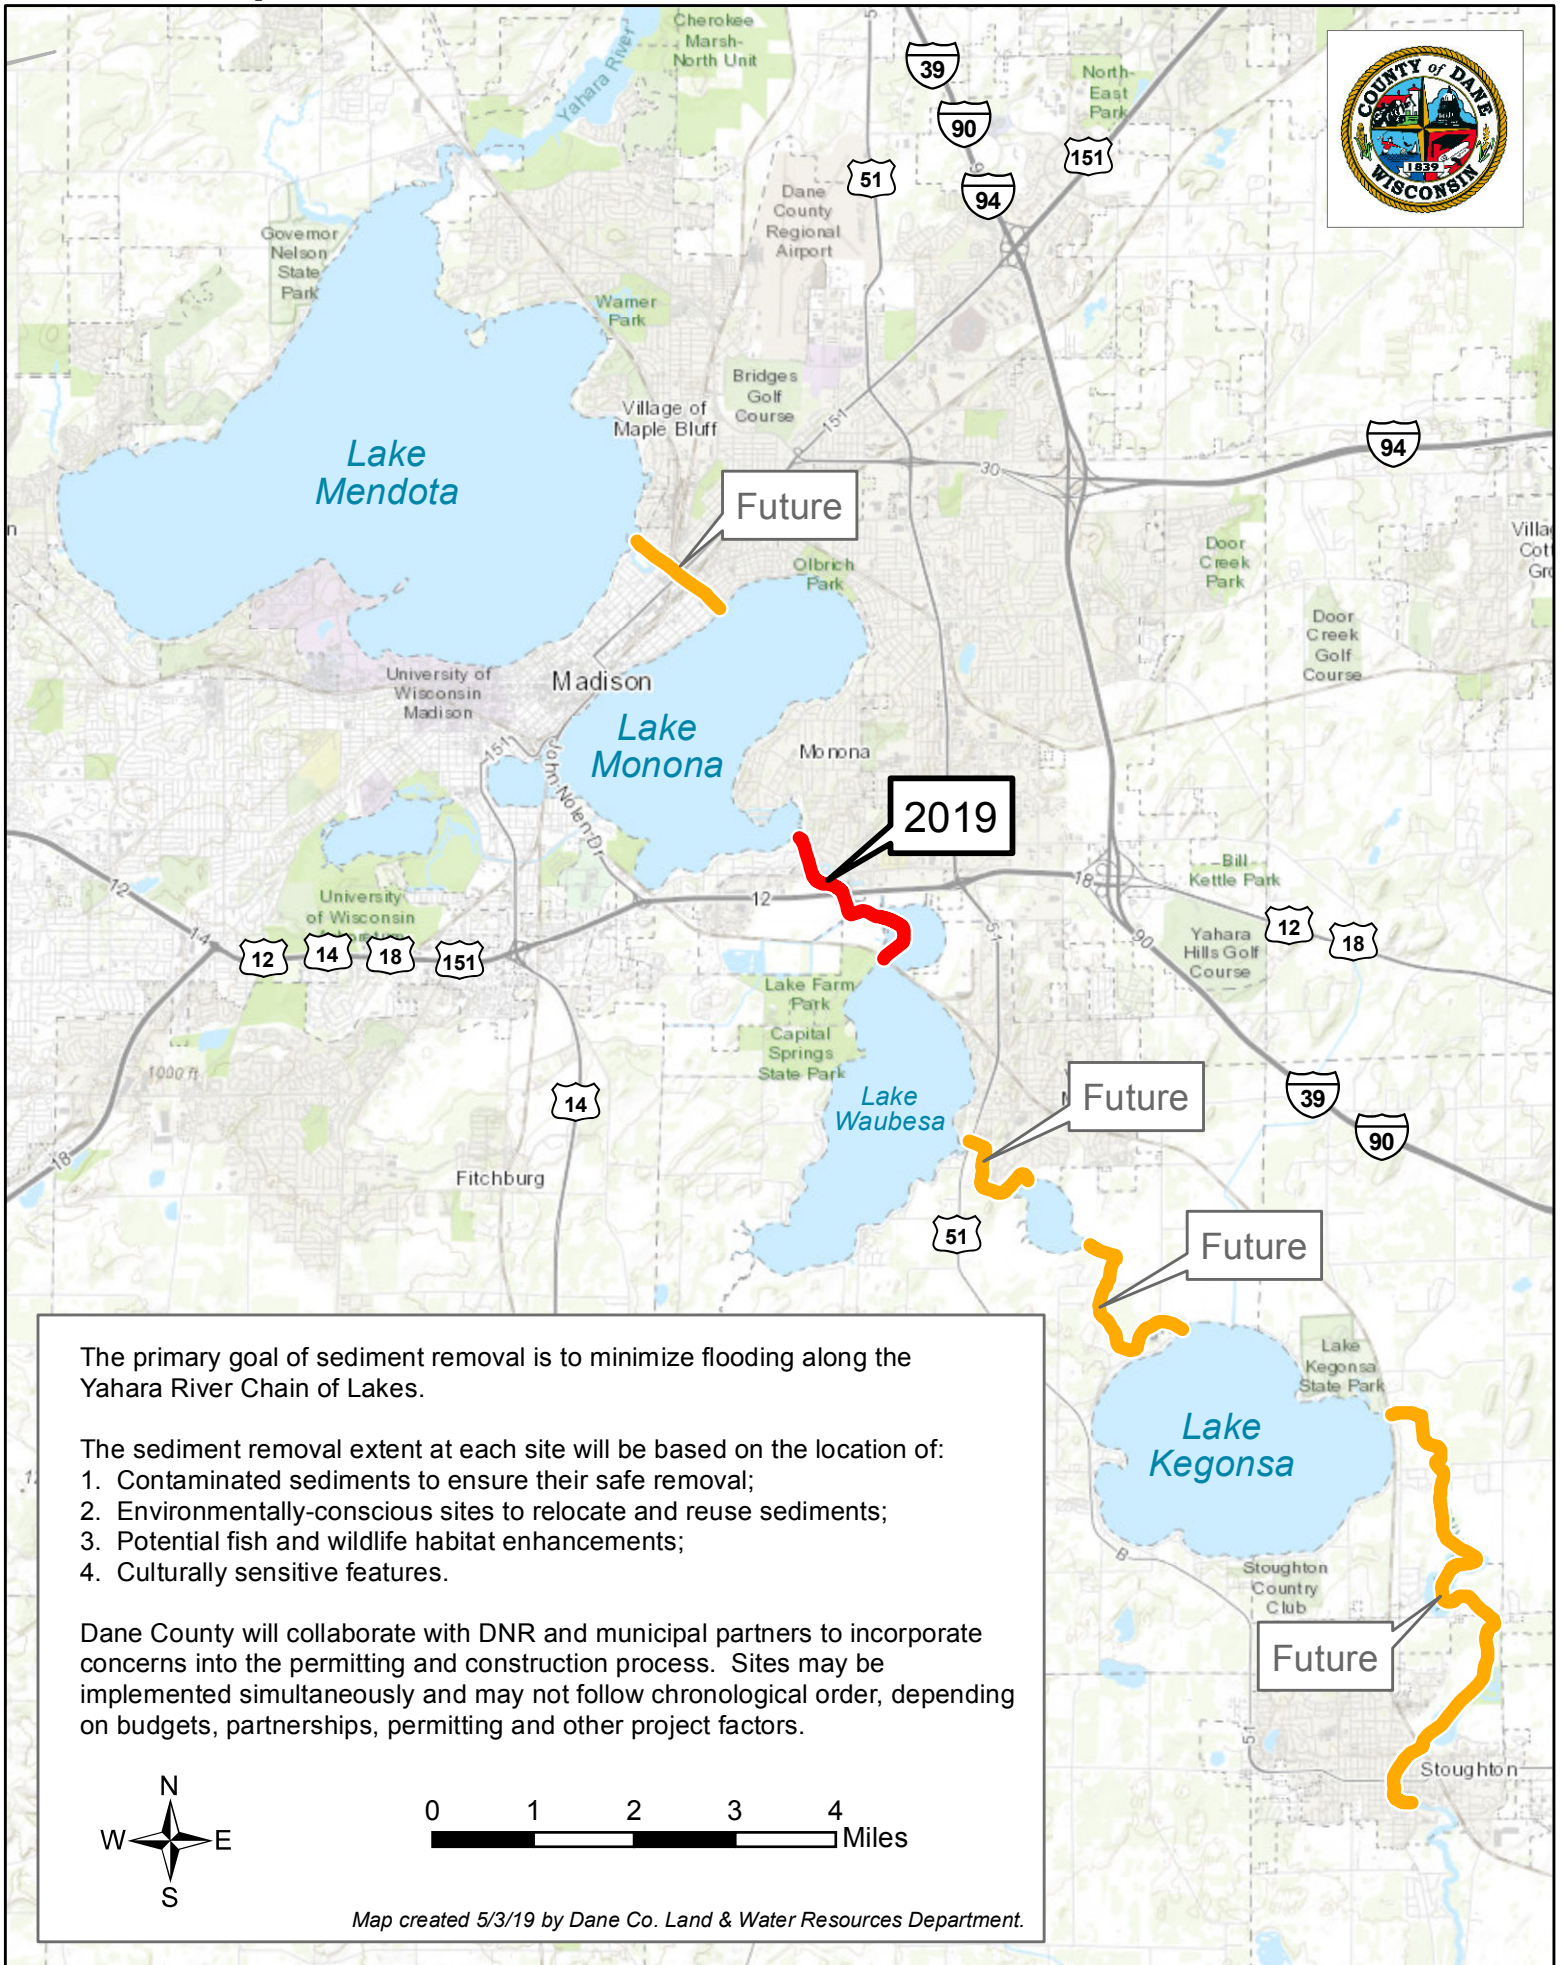 Cherokee
Marsh-
North Unit
Yahara River
39
90
94
North-
East
Park
151
51
5
COUNTY of DANE
1839
WISCONSIN
Dane
County
Regional
Airport
Governor
Nelson
State
Park
Warner
Park
Bridges
Golf
Course
Village of
Maple Bluff
151
30
94
Lake
Mendota
Future
Olbrich
Park
Door
Creek
Park
Door
Creek
Golf
Course
University of
Wisconsin
Madison
Madison
Lake
Monona
Monona
151
John Nolen Dr
2019
12
14
University
of Wisconsin
12
14
18
151
12
18
Bill
Kettle Park
12
18
Yahara
Hills Golf
Course
51
90
Lake Farm
Park
Capital
Springs
State Park
1000 ft
14
18
Fitchburg
Lake
Waubesa
Future
39
90
51
Future
Lake
Kegonsa
State Park
Lake
Kegonsa
B
Stoughton
Country
Club
Future
51
Stoughton
The primary goal of sediment removal is to minimize flooding along the
Yahara River Chain of Lakes.
The sediment removal extent at each site will be based on the location of:
1. Contaminated sediments to ensure their safe removal;
2. Environmentally-conscious sites to relocate and reuse sediments;
3. Potential fish and wildlife habitat enhancements;
4. Culturally sensitive features.
Dane County will collaborate with DNR and municipal partners to incorporate
concerns into the permitting and construction process. Sites may be
implemented simultaneously and may not follow chronological order, depending
on budgets, partnerships, permitting and other project factors.
N
W E
S
0 1 2 3 4
Miles
Map created 5/3/19 by Dane Co. Land & Water Resources Department.